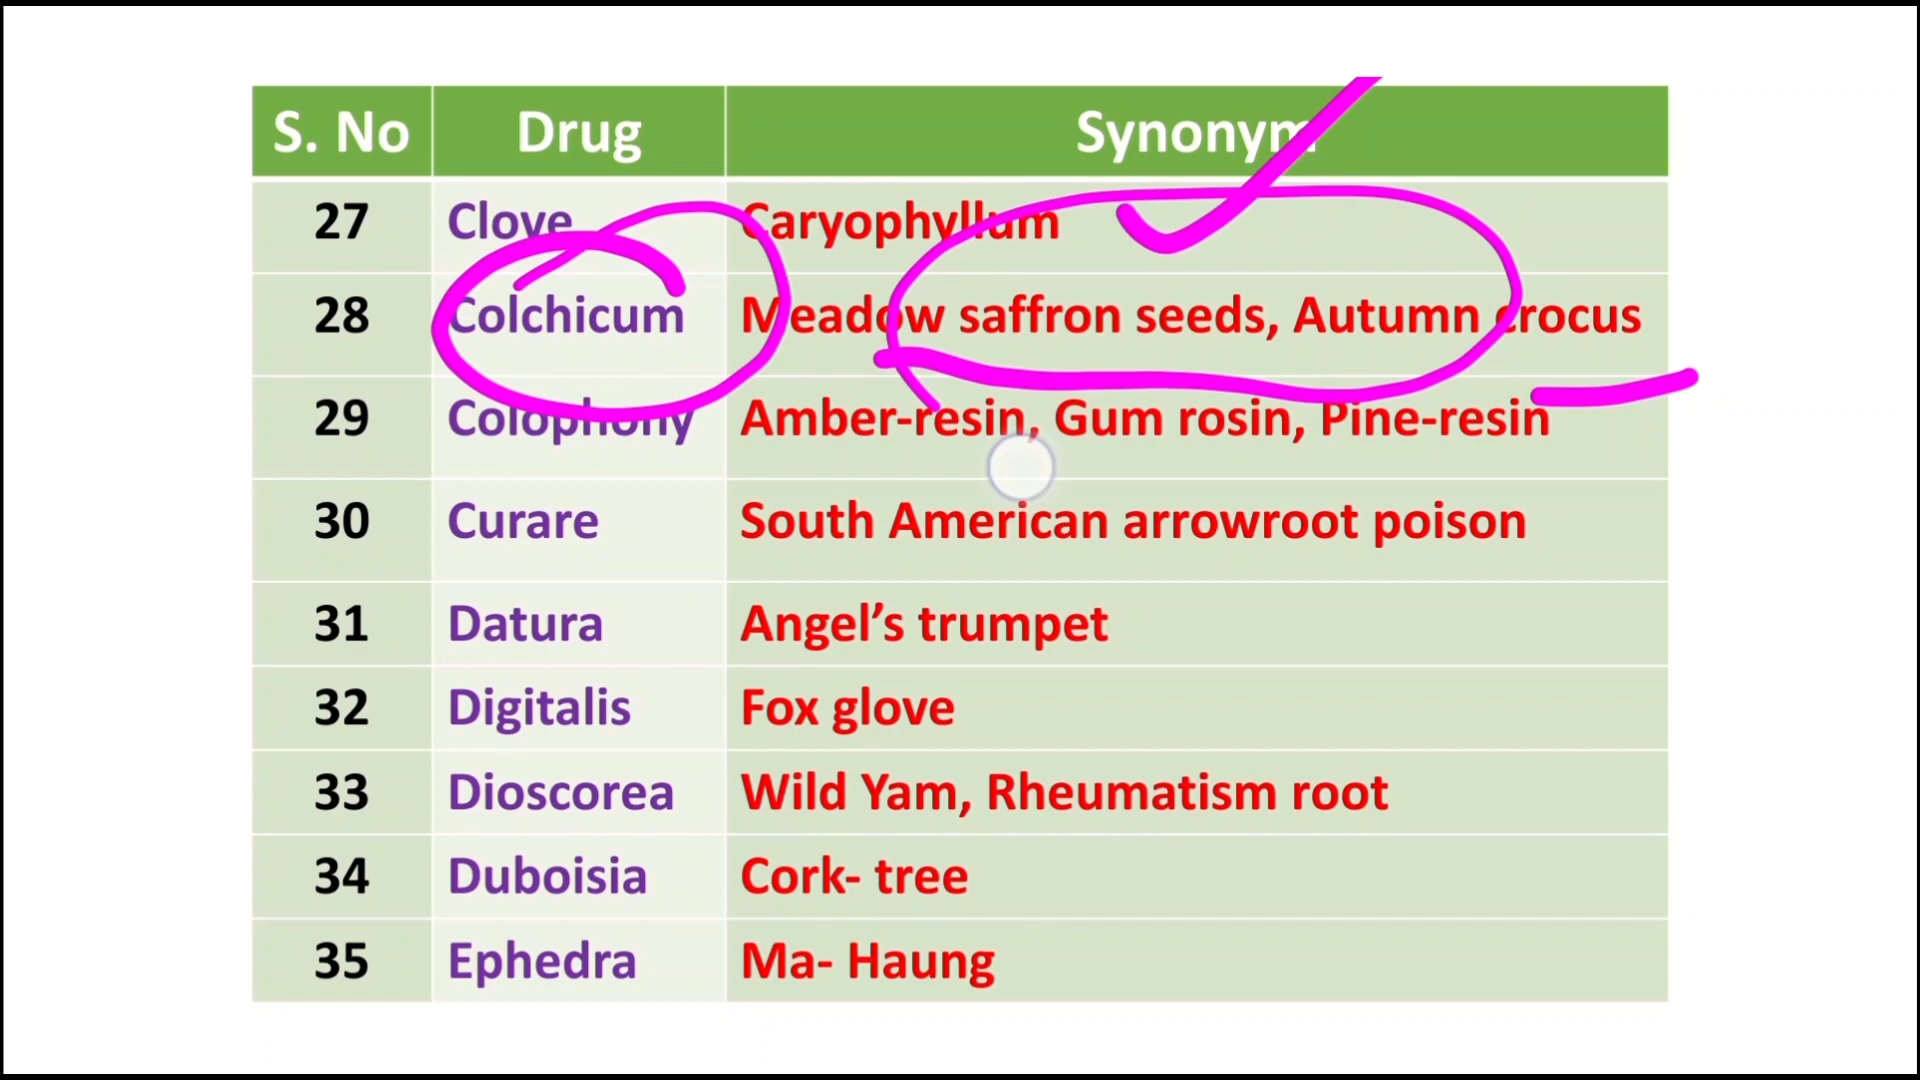 S. No Drug Synonym
27 Clove Caryophyllum
28 Colchicum Meadow saffron seeds, Autumn crocus
29 Colophony Amber-resin, Gum rosin, Pine-resin
30 Curare South American arrowroot poison
31 Datura Angel’s trumpet
32 Digitalis Fox glove
33 Dioscorea Wild Yam, Rheumatism root
34 Duboisia Cork- tree
35 Ephedra Ma- Haung